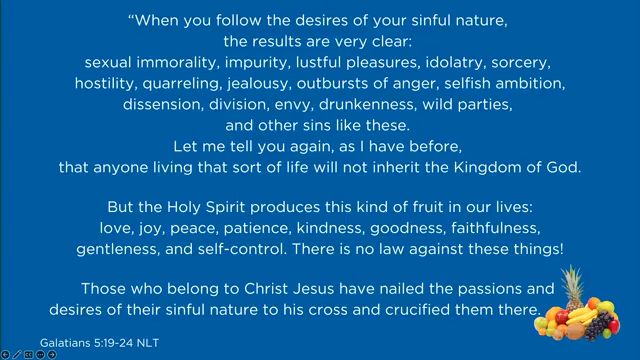 “When you follow the desires of your sinful nature,
the results are very clear:
sexual immorality, impurity, lustful pleasures, idolatry, sorcery,
hostility, quarreling, jealousy, outbursts of anger, selfish ambition,
dissension, division, envy, drunkenness, wild parties,
and other sins like these.
Let me tell you again, as I have before,
that anyone living that sort of life will not inherit the Kingdom of God.
But the Holy Spirit produces this kind of fruit in our lives:
love, joy, peace, patience, kindness, goodness, faithfulness,
gentleness, and self-control. There is no law against these things!
Those who belong to Christ Jesus have nailed the passions and
desires of their sinful nature to his cross and crucified them there.
Galatians 5:19-24 NLT